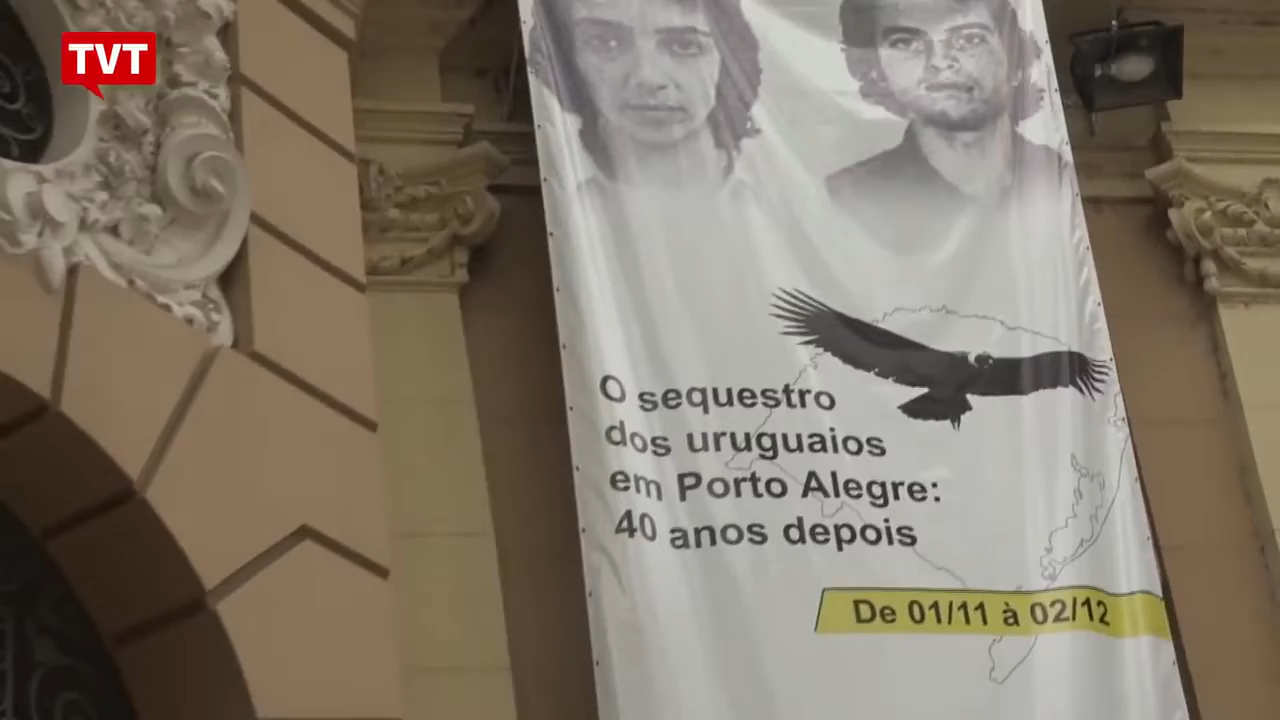 TVT
O sequestro
dos uruguaios
em Porto Alegre:
40 anos depois
De 01/11 à 02/12